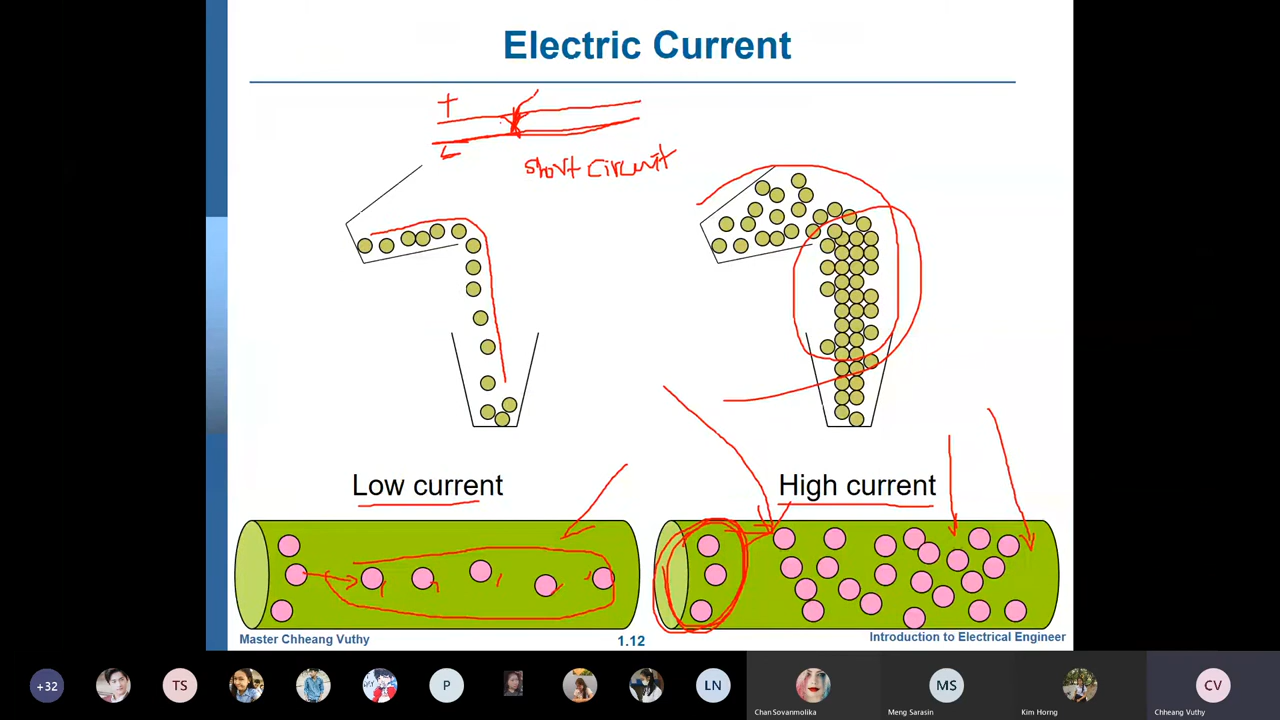 Electric Current
+
short circuit
Low current
High current
Master Chheang Vuthy
1.12
Introduction to Electrical Engineer
+32
TS
P
LN
MS
CV
Chan Sovanmolika
Meng Sarasin
Kim Horng
Chheang Vuthy